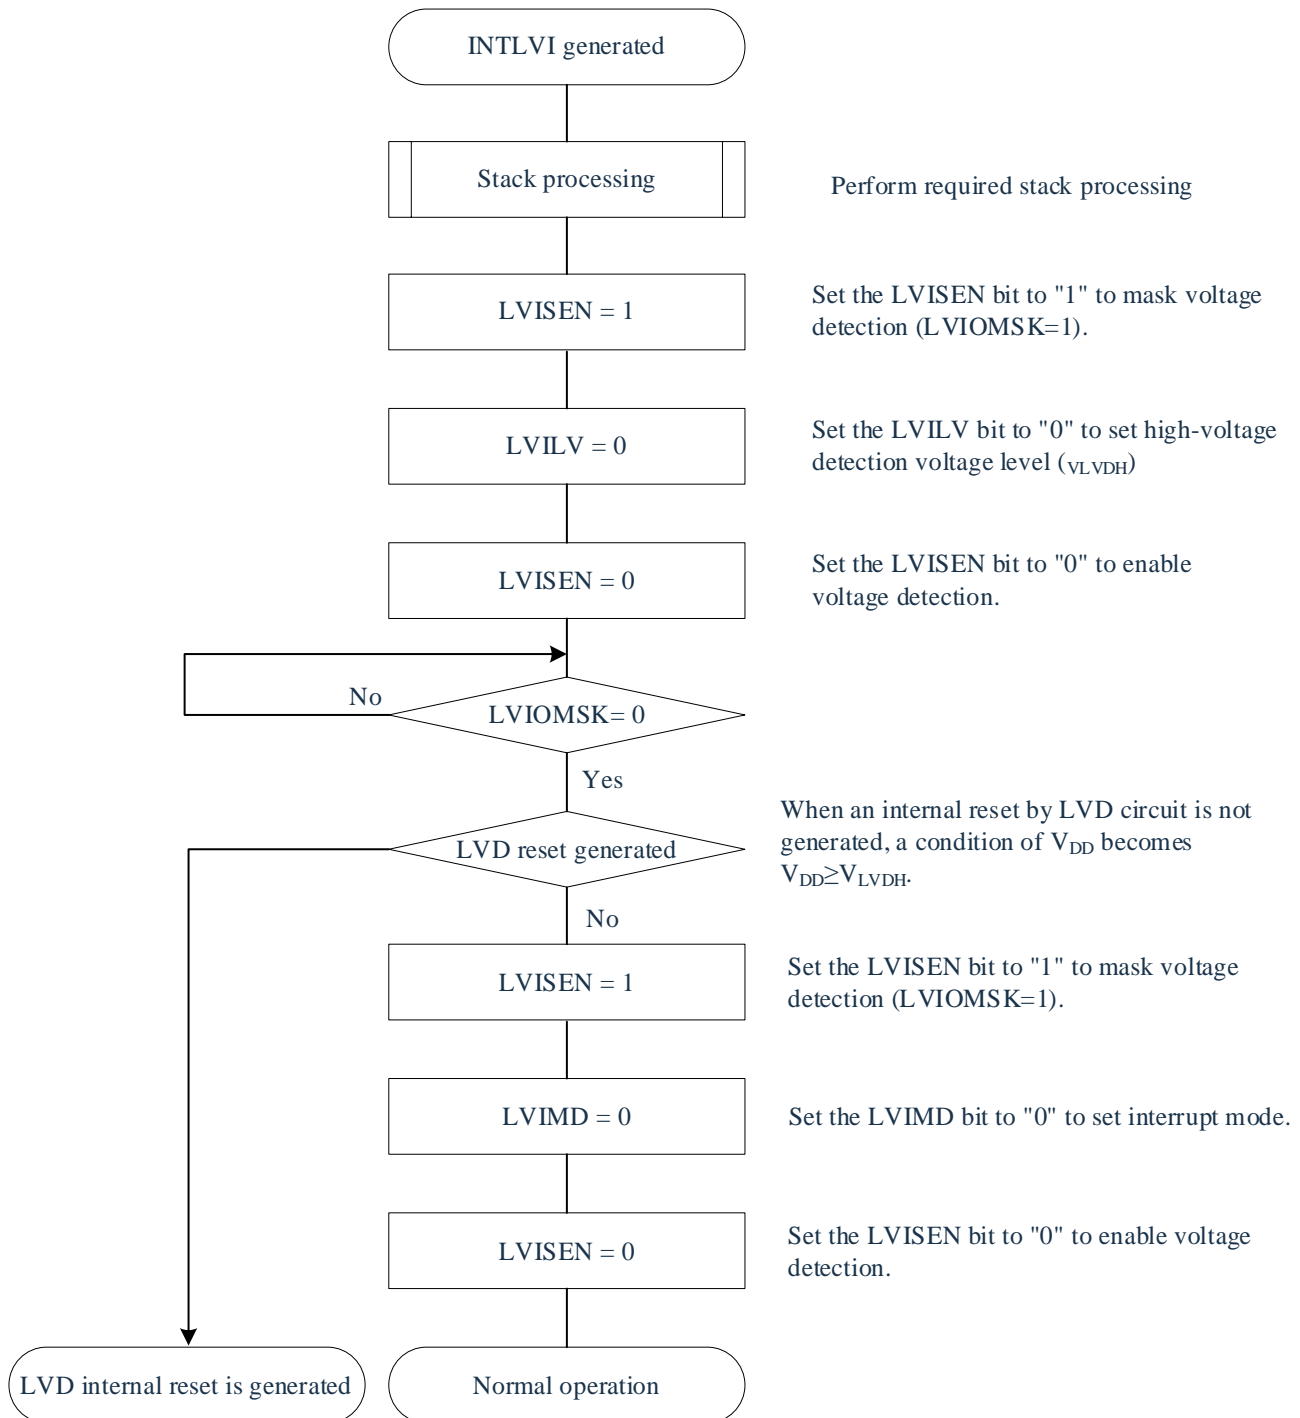 INTLVI generated
Stack processing
Perform required stack processing
LVISEN = 1
Set the LVISEN bit to "1" to mask voltage
detection (LVIOMSK=1).
LVILV = 0
Set the LVILV bit to "0" to set high-voltage
detection voltage level (VLVDH)
LVISEN = 0
Set the LVISEN bit to "0" to enable
voltage detection.
No
LVIOMSK= 0
Yes
When an internal reset by LVD circuit is not
generated, a condition of VDD becomes
VDD≥VLVDH.
LVD reset generated
No
LVISEN = 1
Set the LVISEN bit to "1" to mask voltage
detection (LVIOMSK=1).
LVIMD = 0
Set the LVIMD bit to "0" to set interrupt mode.
LVISEN = 0
Set the LVISEN bit to "0" to enable voltage
detection.
LVD internal reset is generated
Normal operation